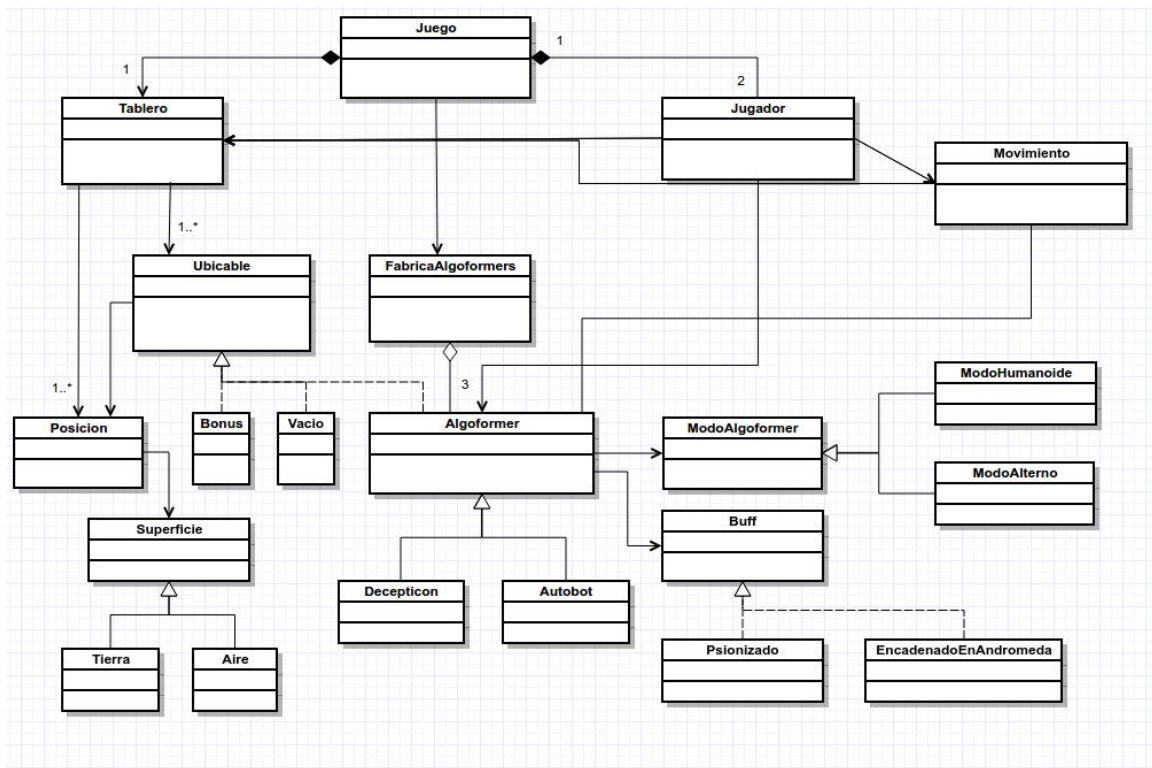 Juego
1
1
2
Tablero
Jugador
Movimiento
1..*
Ubicable
FabricaAlgoformers
3
1..*
ModoHumanoide
Posicion
Bonus
Vacio
Algoformer
ModoAlgoformer
ModoAlterno
Superficie
Buff
Decepticon
Autobot
Tierra
Aire
Psionizado
EncadenadoEnAndromeda